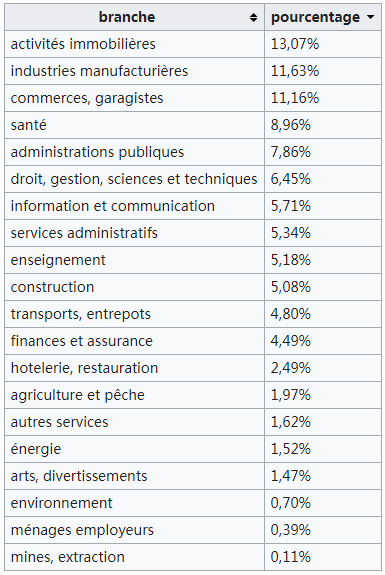 branche pourcentage
activités immobilières 13,07%
industries manufacturières 11,63%
commerces, garagistes 11,16%
santé 8,96%
administrations publiques 7,86%
droit, gestion, sciences et techniques 6,45%
information et communication 5,71%
services administratifs 5,34%
enseignement 5,18%
construction 5,08%
transports, entrepots 4,80%
finances et assurance 4,49%
hotelerie, restauration 2,49%
agriculture et pêche 1,97%
autres services 1,62%
énergie 1,52%
arts, divertissements 1,47%
environnement 0,70%
ménages employeurs 0,39%
mines, extraction 0,11%